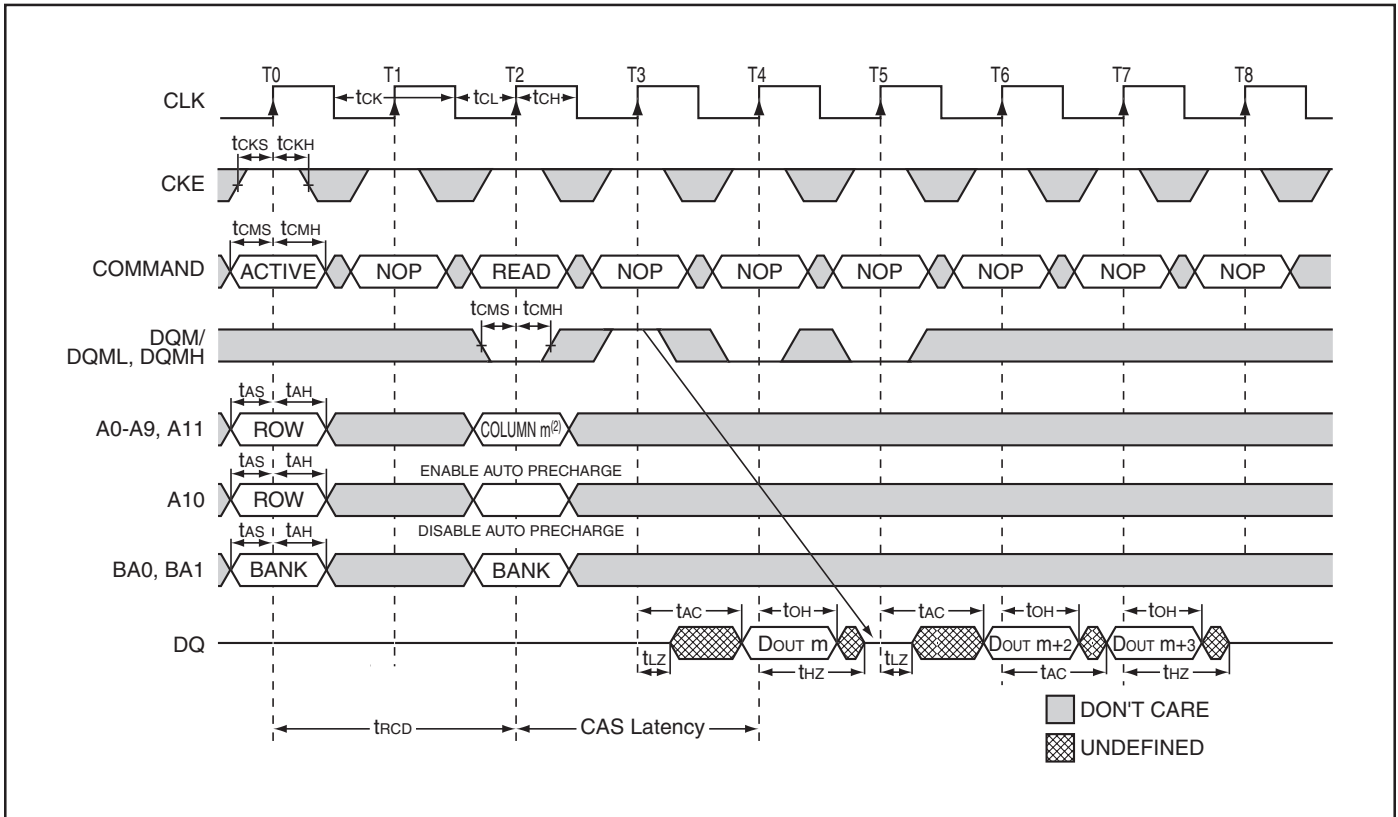 T0 T1 T2 T3 T4 T5 T6 T7 T8
CLK tCK tCL tCH
tCKS tCKH
CKE
tCMS tCMH
COMMAND ACTIVE NOP READ NOP NOP NOP NOP NOP NOP
tCMS tCMH
DQM/
DQML, DQMH
tAS tAH
A0-A9, A11 ROW COLUMN m(2)
tAS tAH ENABLE AUTO PRECHARGE
A10 ROW
tAS tAH DISABLE AUTO PRECHARGE
BA0, BA1 BANK BANK
tAC tOH tAC tOH tOH
DQ DOUT m DOUT m+2 DOUT m+3
tLZ tHZ tLZ tAC tHZ
tRCD CAS Latency
DON'T CARE
UNDEFINED